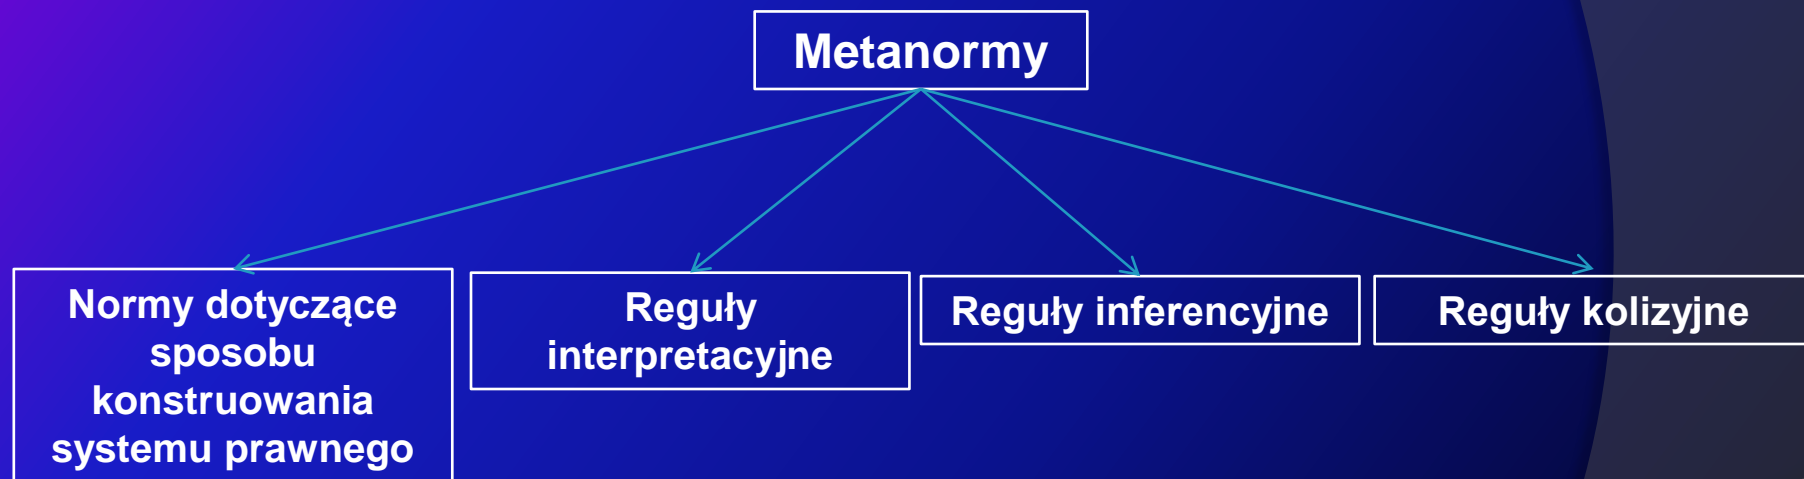 Metanormy
Normy dotyczące
sposobu
konstruowania
systemu prawnego
Reguły
interpretacyjne
Reguły inferencyjne
Reguły kolizyjne